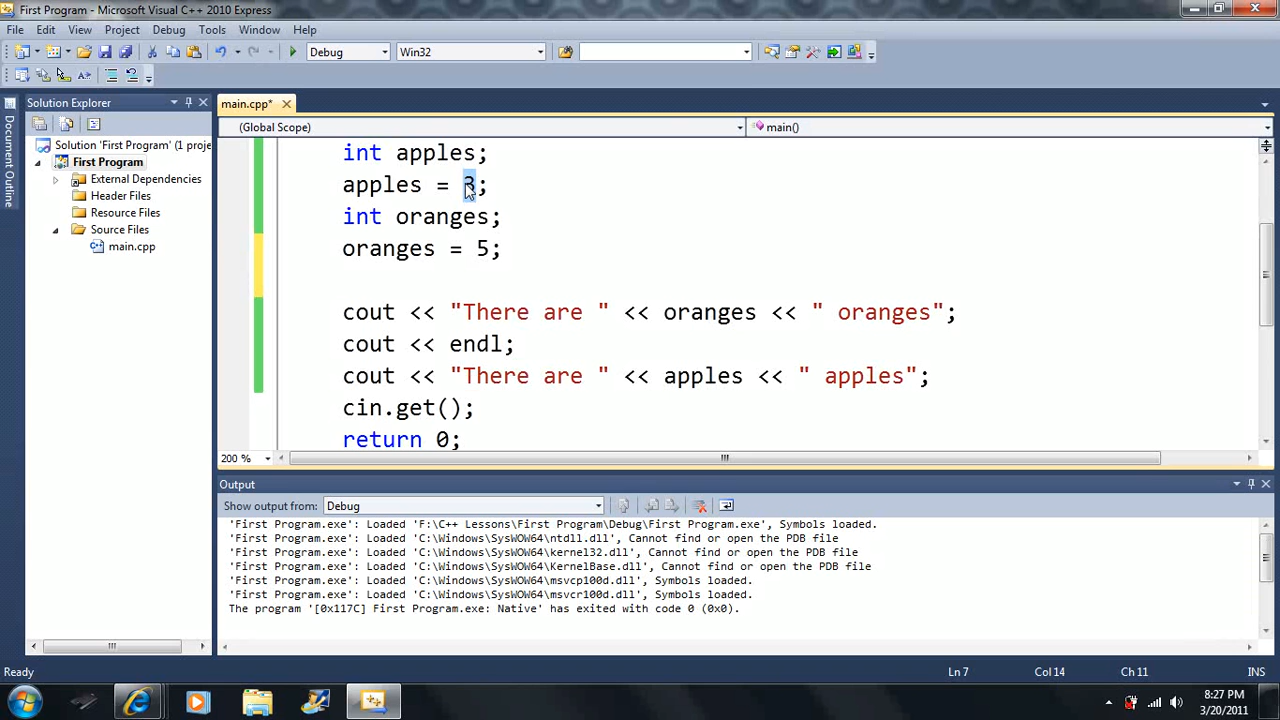 First Program - Microsoft Visual C++ 2010 Express
File Edit View Project Debug Tools Window Help
Debug Win32
Solution Explorer
main.cpp*
Document Outline
(Global Scope) main()
Solution 'First Program' (1 proje
First Program
External Dependencies
Header Files
Resource Files
Source Files
main.cpp
int apples;
apples = 3;
int oranges;
oranges = 5;
cout << "There are " << oranges << " oranges";
cout << endl;
cout << "There are " << apples << " apples";
cin.get();
return 0;
200 %
Output
Show output from: Debug
'First Program.exe': Loaded 'F:\C++ Lessons\First Program\Debug\First Program.exe', Symbols loaded.
'First Program.exe': Loaded 'C:\Windows\SysWOW64\ntdll.dll', Cannot find or open the PDB file
'First Program.exe': Loaded 'C:\Windows\SysWOW64\kernel32.dll', Cannot find or open the PDB file
'First Program.exe': Loaded 'C:\Windows\SysWOW64\KernelBase.dll', Cannot find or open the PDB file
'First Program.exe': Loaded 'C:\Windows\SysWOW64\msvcp100d.dll', Symbols loaded.
'First Program.exe': Loaded 'C:\Windows\SysWOW64\msvcr100d.dll', Symbols loaded.
The program '[0x117C] First Program.exe: Native' has exited with code 0 (0x0).
Ready Ln 7 Col 14 Ch 11 INS
8:27 PM
3/20/2011